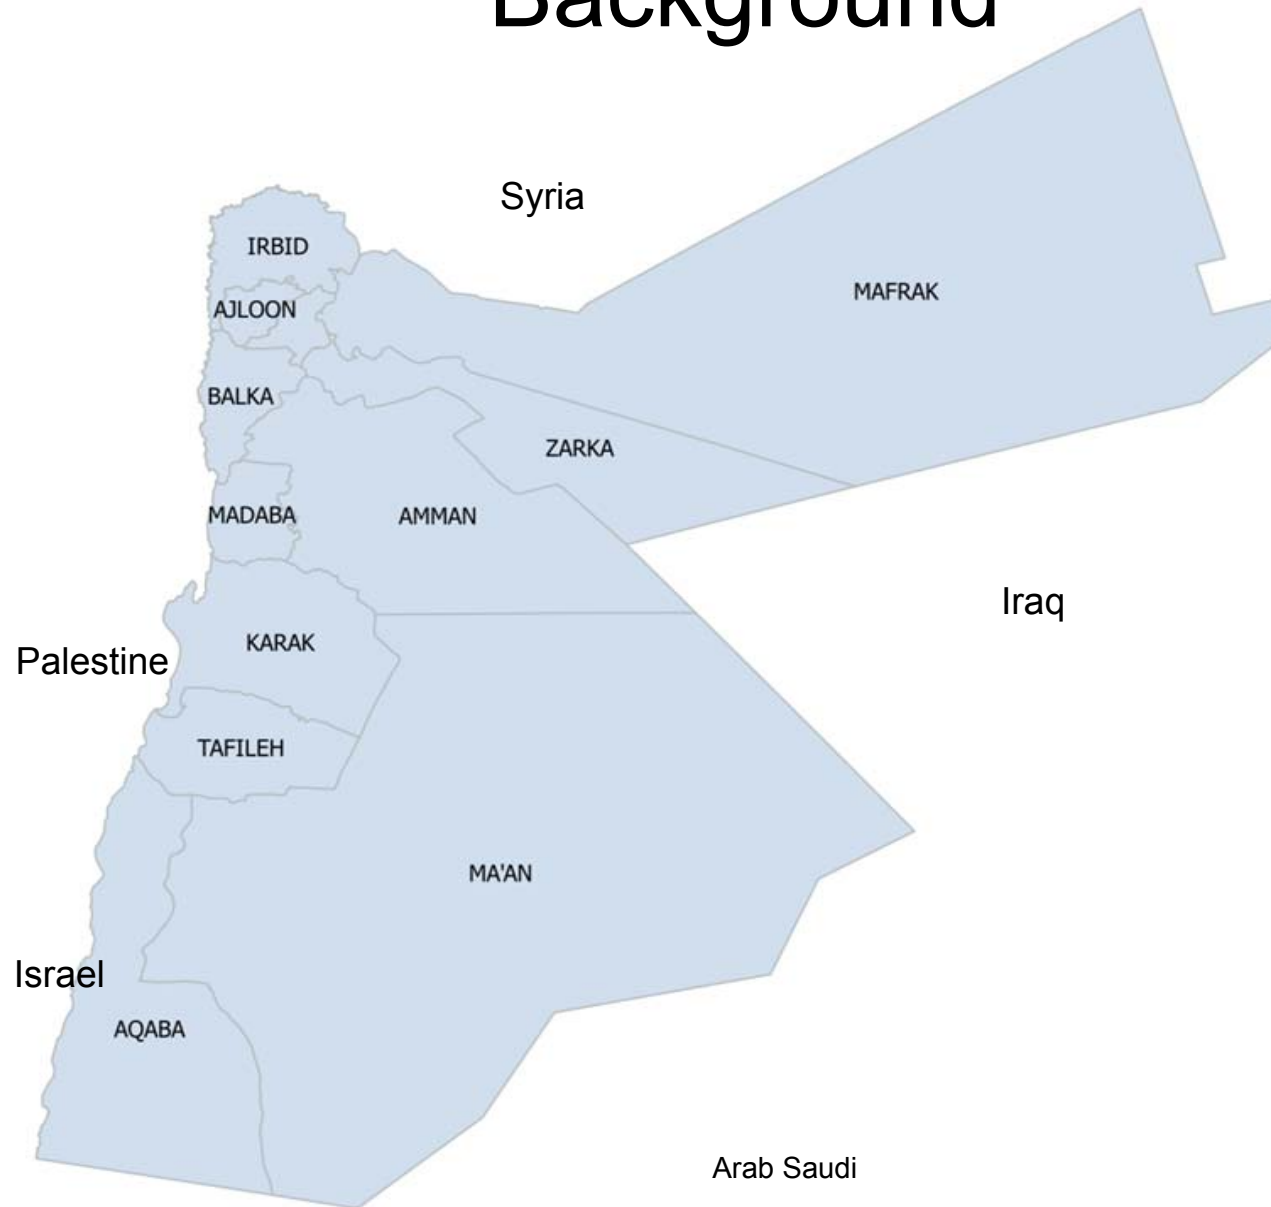 Background
Syria
IRBID
MAFRAK
AJLOON
BALKA
ZARKA
MADABA
AMMAN
Iraq
KARAK
Palestine
TAFILEH
MA'AN
Israel
AQABA
Arab Saudi